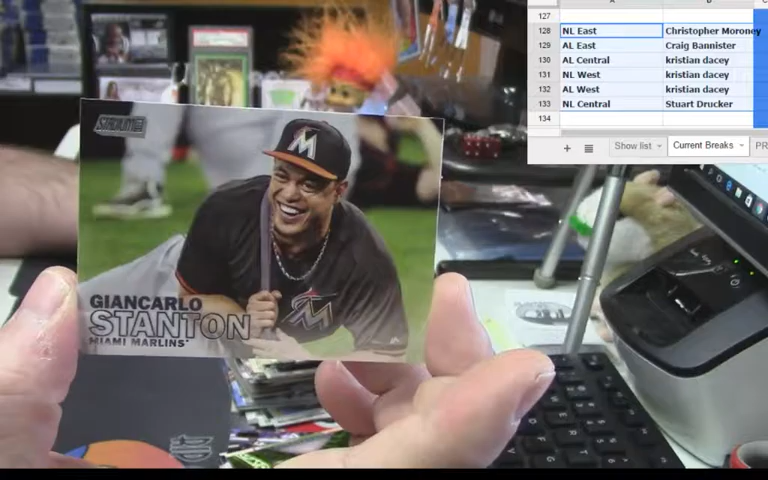 127
128 NL East Christopher Moroney
129 AL East Craig Bannister
130 AL Central kristian dacey
131 NL West kristian dacey
132 AL West kristian dacey
133 NL Central Stuart Drucker
134
+ Show list Current Breaks PR
STADIUM
GIANCARLO
STANTON
MIAMI MARLINS
M
M